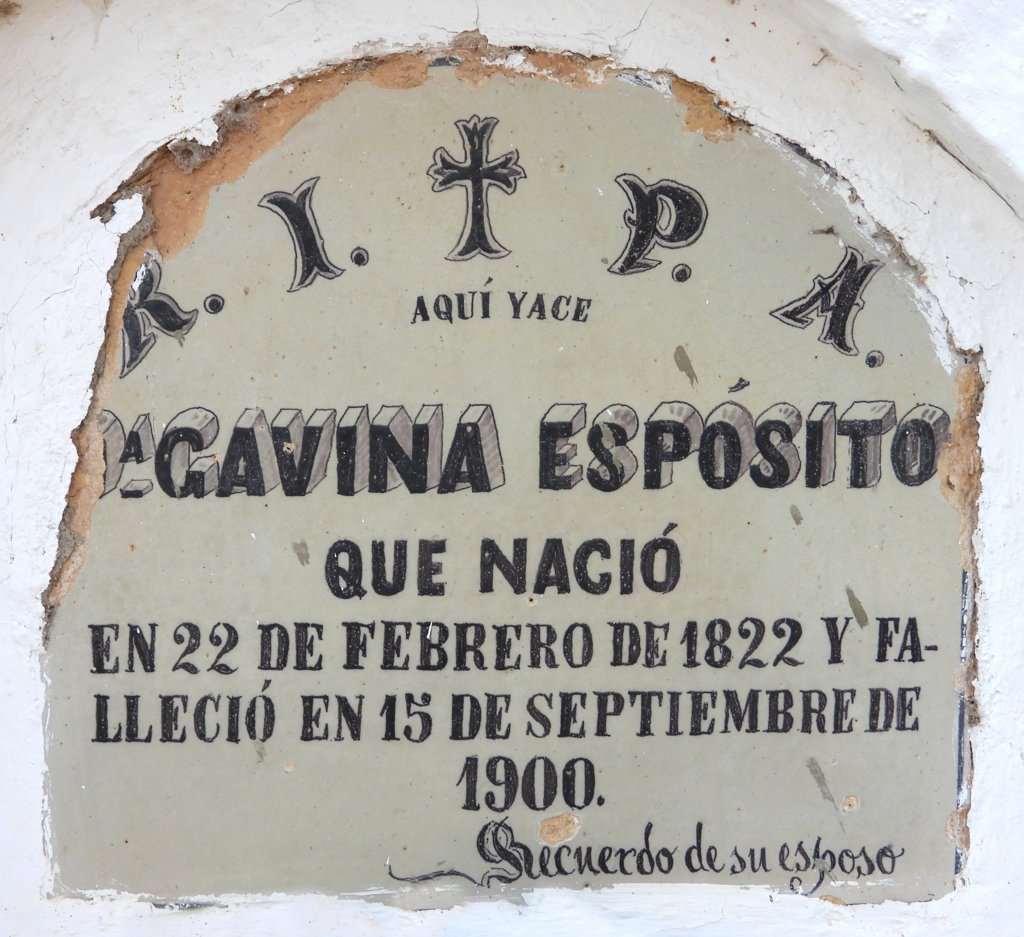 R. I. P. A.
AQUÍ YACE
Dª GAVINA ESPÓSITO
QUE NACIÓ
EN 22 DE FEBRERO DE 1822 Y FA-
LLECIÓ EN 15 DE SEPTIEMBRE DE
1900.
Recuerdo de su esposo